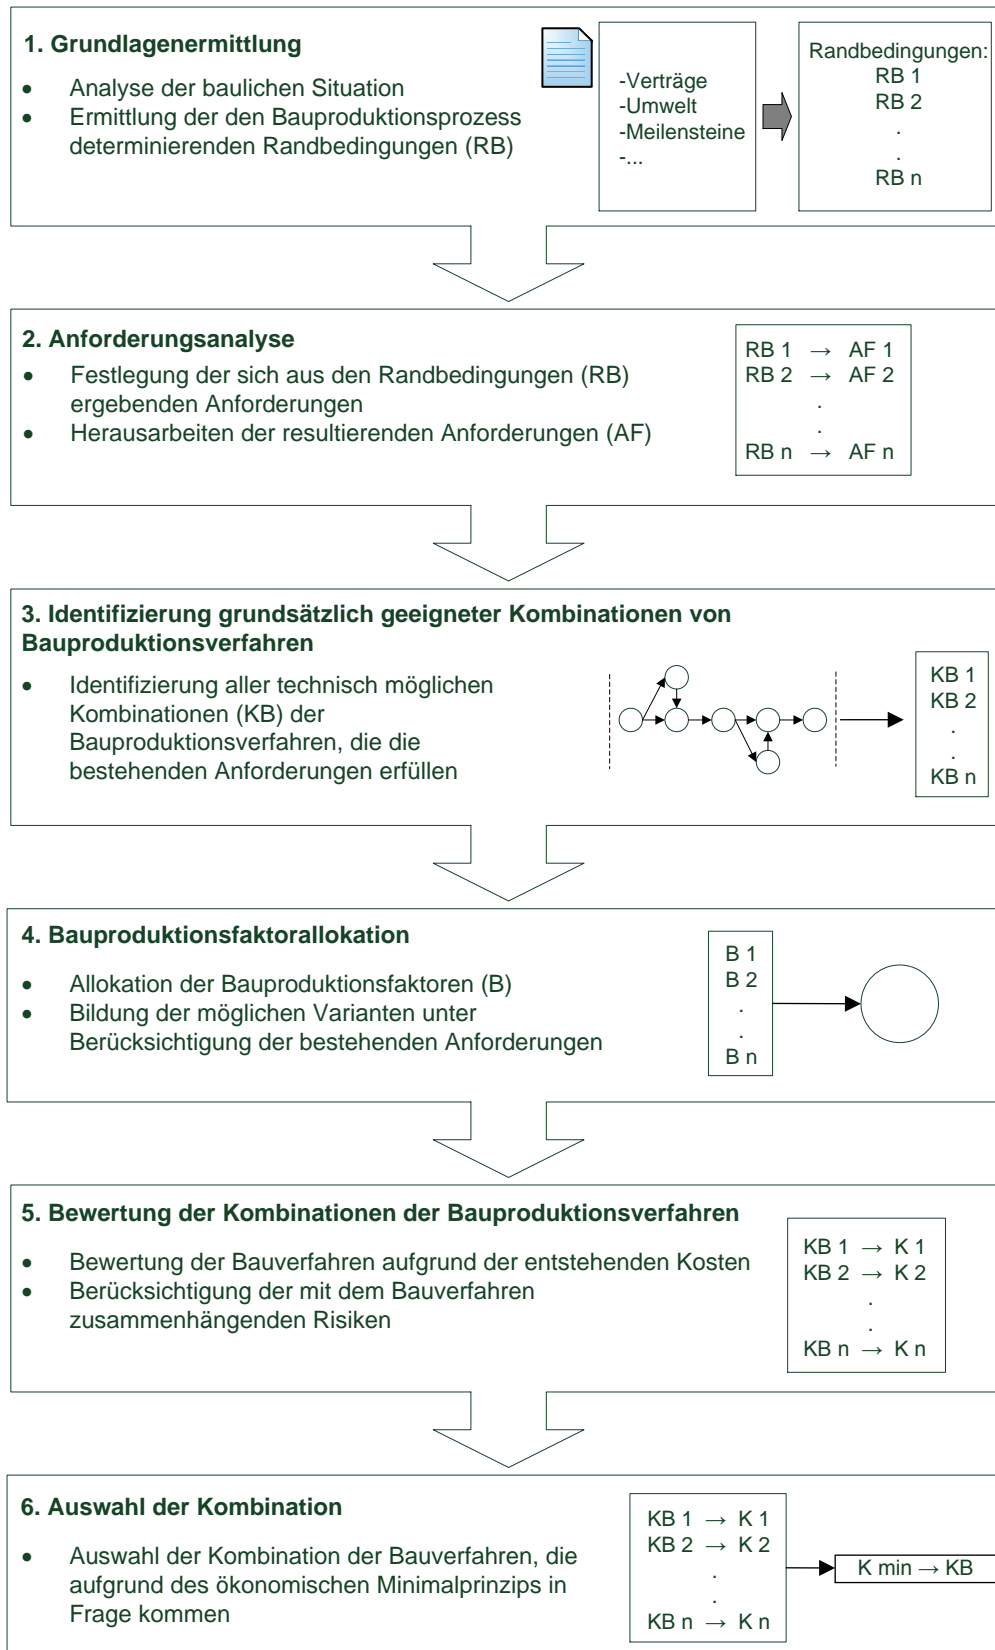 1. Grundlagenermittlung
• Analyse der baulichen Situation
• Ermittlung der den Bauproduktionsprozess
determinierenden Randbedingungen (RB)
-Verträge
-Umwelt
-Meilensteine
-...
Randbedingungen:
RB 1
RB 2
.
.
RB n
2. Anforderungsanalyse
• Festlegung der sich aus den Randbedingungen (RB)
ergebenden Anforderungen
• Herausarbeiten der resultierenden Anforderungen (AF)
RB 1 → AF 1
RB 2 → AF 2
.
.
RB n → AF n
3. Identifizierung grundsätzlich geeigneter Kombinationen von
Bauproduktionsverfahren
• Identifizierung aller technisch möglichen
Kombinationen (KB) der
Bauproduktionsverfahren, die die
bestehenden Anforderungen erfüllen
KB 1
KB 2
.
.
KB n
4. Bauproduktionsfaktorallokation
• Allokation der Bauproduktionsfaktoren (B)
• Bildung der möglichen Varianten unter
Berücksichtigung der bestehenden Anforderungen
B 1
B 2
.
.
B n
5. Bewertung der Kombinationen der Bauproduktionsverfahren
• Bewertung der Bauverfahren aufgrund der entstehenden Kosten
• Berücksichtigung der mit dem Bauverfahren
zusammenhängenden Risiken
KB 1 → K 1
KB 2 → K 2
.
.
KB n → K n
6. Auswahl der Kombination
• Auswahl der Kombination der Bauverfahren, die
aufgrund des ökonomischen Minimalprinzips in
Frage kommen
KB 1 → K 1
KB 2 → K 2
.
.
KB n → K n
K min → KB